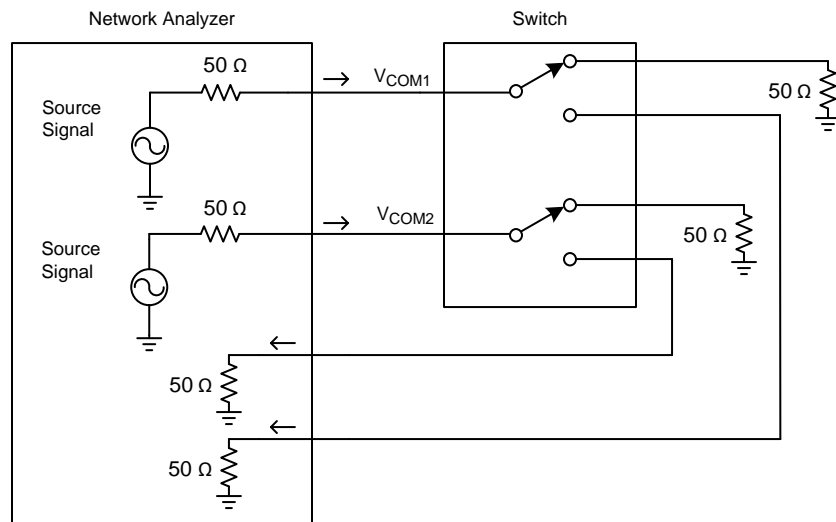 Network Analyzer
Switch
50 Ω
V_COM1
Source
Signal
50 Ω
50 Ω
V_COM2
Source
Signal
50 Ω
50 Ω
50 Ω